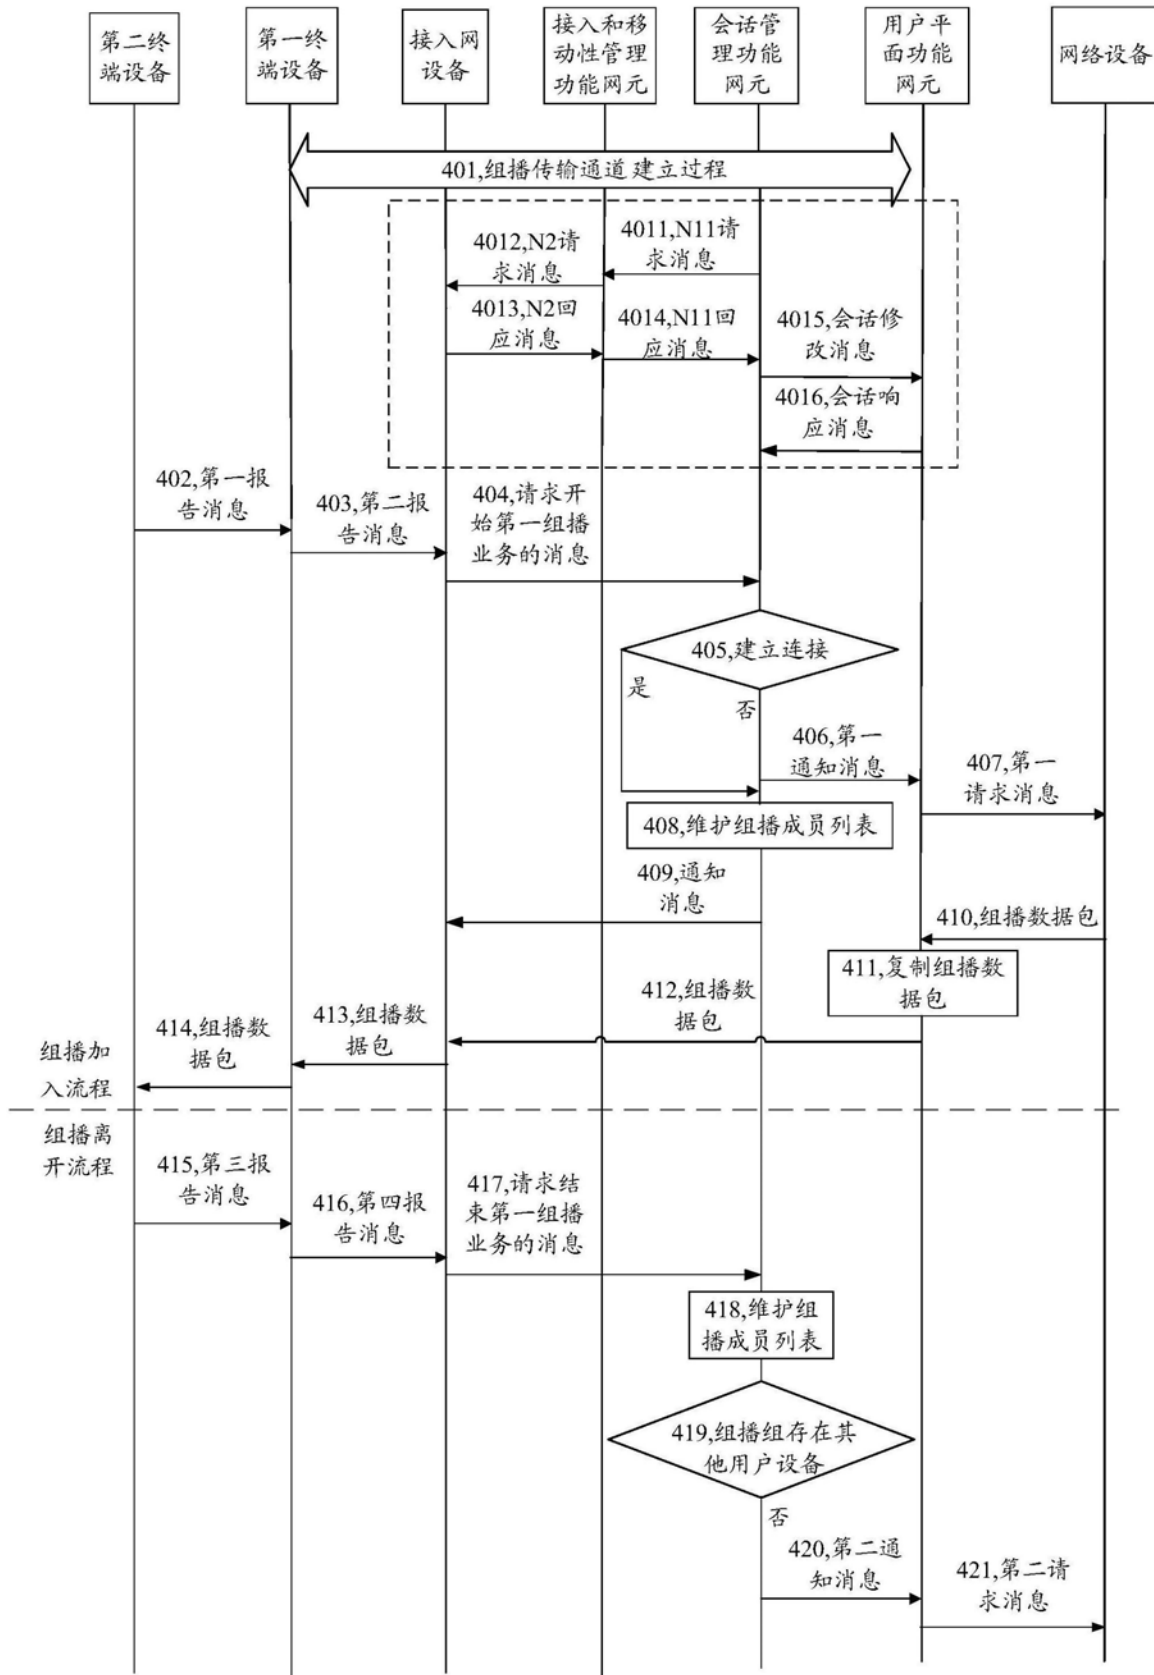 第二终
端设备
第一终
端设备
接入网
设备
接入和移
动性管理
功能网元
会话管
理功能
网元
用户平
面功能
网元
网络设备
401,组播传输通道建立过程
4011,N11请
求消息
4012,N2请
求消息
4013,N2回
应消息
4014,N11回
应消息
4015,会话修
改消息
4016,会话响
应消息
402,第一报
告消息
403,第二报
告消息
404,请求开
始第一组播
业务的消息
405,建立连接
是
否
406,第一
通知消息
407,第一
请求消息
408,维护组播成员列表
409,通知
消息
410,组播数据包
411,复制组播数
据包
412,组播数
据包
413,组播数
据包
414,组播数
据包
组播加
入流程
组播离
开流程
415,第三报
告消息
416,第四报
告消息
417,请求结
束第一组播
业务的消息
418,维护组
播成员列表
419,组播组存在其
他用户设备
否
420,第二通
知消息
421,第二请
求消息